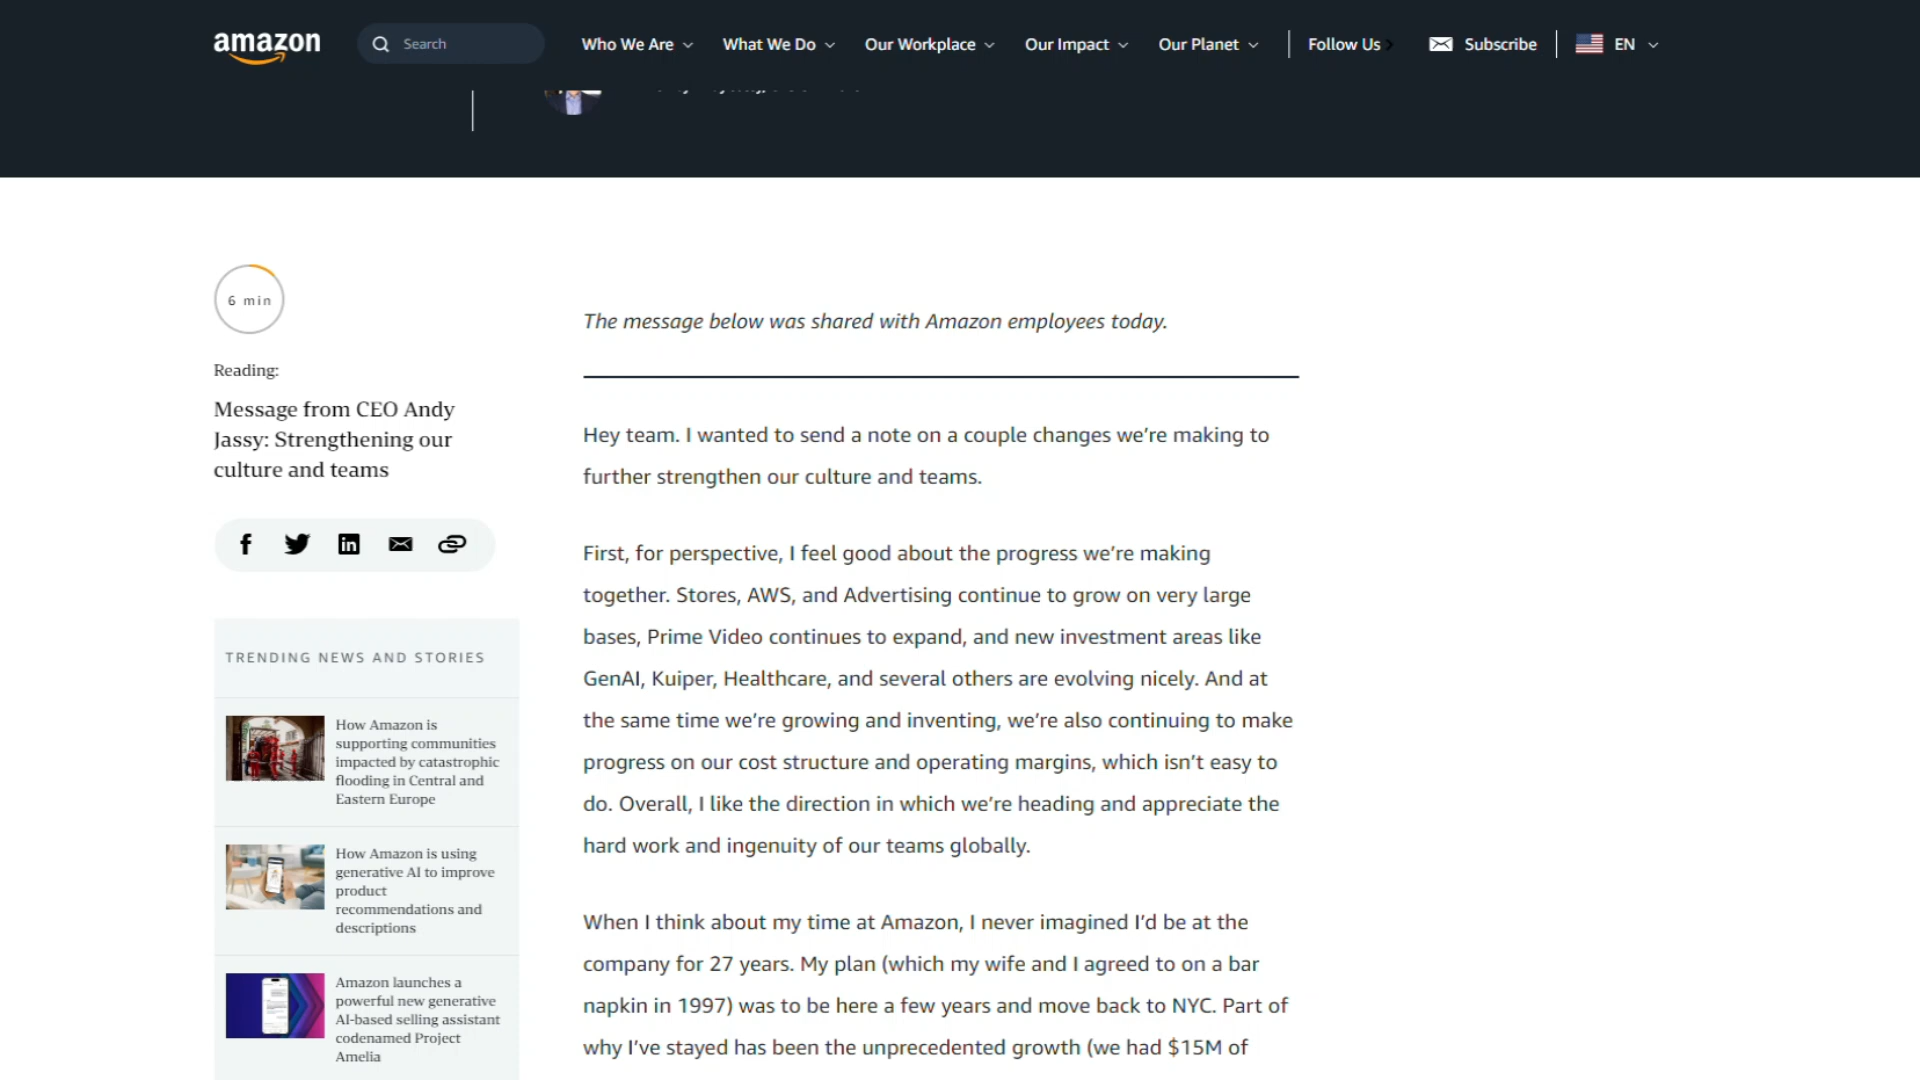 amazon
Search
Who We Are
What We Do
Our Workplace
Our Impact
Our Planet
Follow Us
Subscribe
EN
6 min
Reading:
Message from CEO Andy
Jassy: Strengthening our
culture and teams
TRENDING NEWS AND STORIES
How Amazon is
supporting communities
impacted by catastrophic
flooding in Central and
Eastern Europe
How Amazon is using
generative AI to improve
product
recommendations and
descriptions
Amazon launches a
powerful new generative
AI-based selling assistant
codenamed Project
Amelia
The message below was shared with Amazon employees today.
Hey team. I wanted to send a note on a couple changes we’re making to
further strengthen our culture and teams.
First, for perspective, I feel good about the progress we’re making
together. Stores, AWS, and Advertising continue to grow on very large
bases, Prime Video continues to expand, and new investment areas like
GenAI, Kuiper, Healthcare, and several others are evolving nicely. And at
the same time we’re growing and inventing, we’re also continuing to make
progress on our cost structure and operating margins, which isn’t easy to
do. Overall, I like the direction in which we’re heading and appreciate the
hard work and ingenuity of our teams globally.
When I think about my time at Amazon, I never imagined I’d be at the
company for 27 years. My plan (which my wife and I agreed to on a bar
napkin in 1997) was to be here a few years and move back to NYC. Part of
why I’ve stayed has been the unprecedented growth (we had $15M of